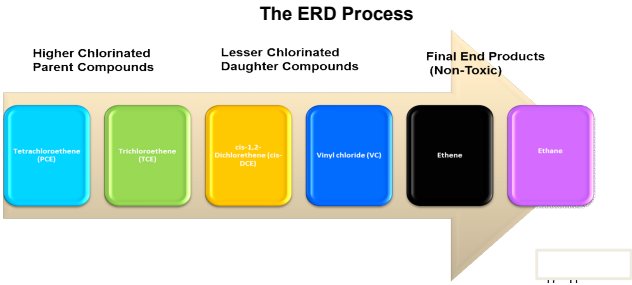 The ERD Process
Higher Chlorinated
Parent Compounds
Lesser Chlorinated
Daughter Compounds
Final End Products
(Non-Toxic)
Tetrachloroethene
(PCE)
Trichloroethene
(TCE)
cis-1,2-
Dichlorethene (cis-
DCE)
Vinyl chloride (VC)
Ethene
Ethane